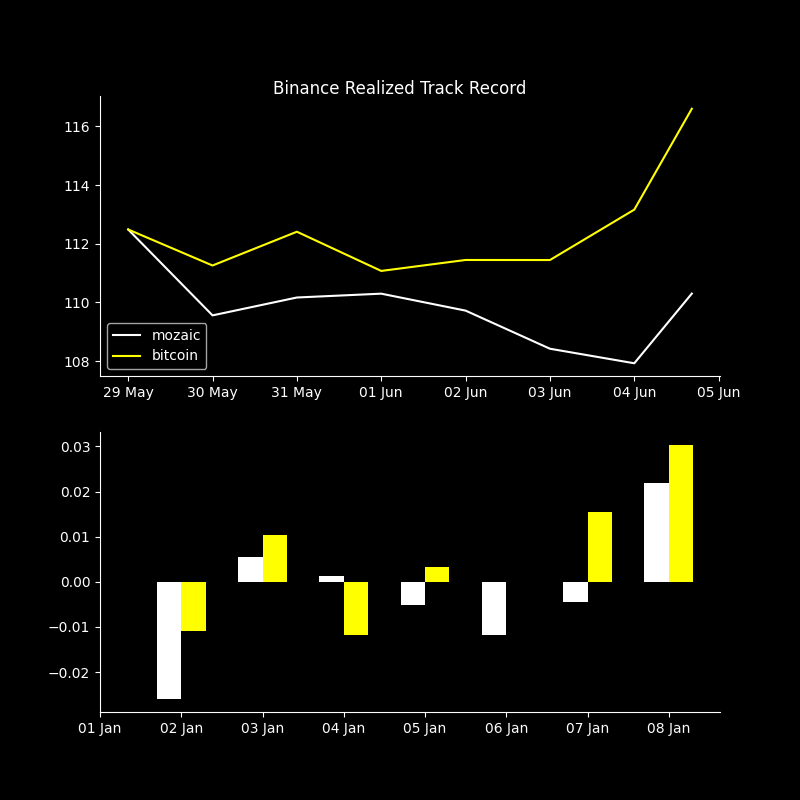 Binance Realized Track Record
116
114
112
110
108
mozaic
bitcoin
29 May 30 May 31 May 01 Jun 02 Jun 03 Jun 04 Jun 05 Jun
0.03
0.02
0.01
0.00
−0.01
−0.02
01 Jan 02 Jan 03 Jan 04 Jan 05 Jan 06 Jan 07 Jan 08 Jan